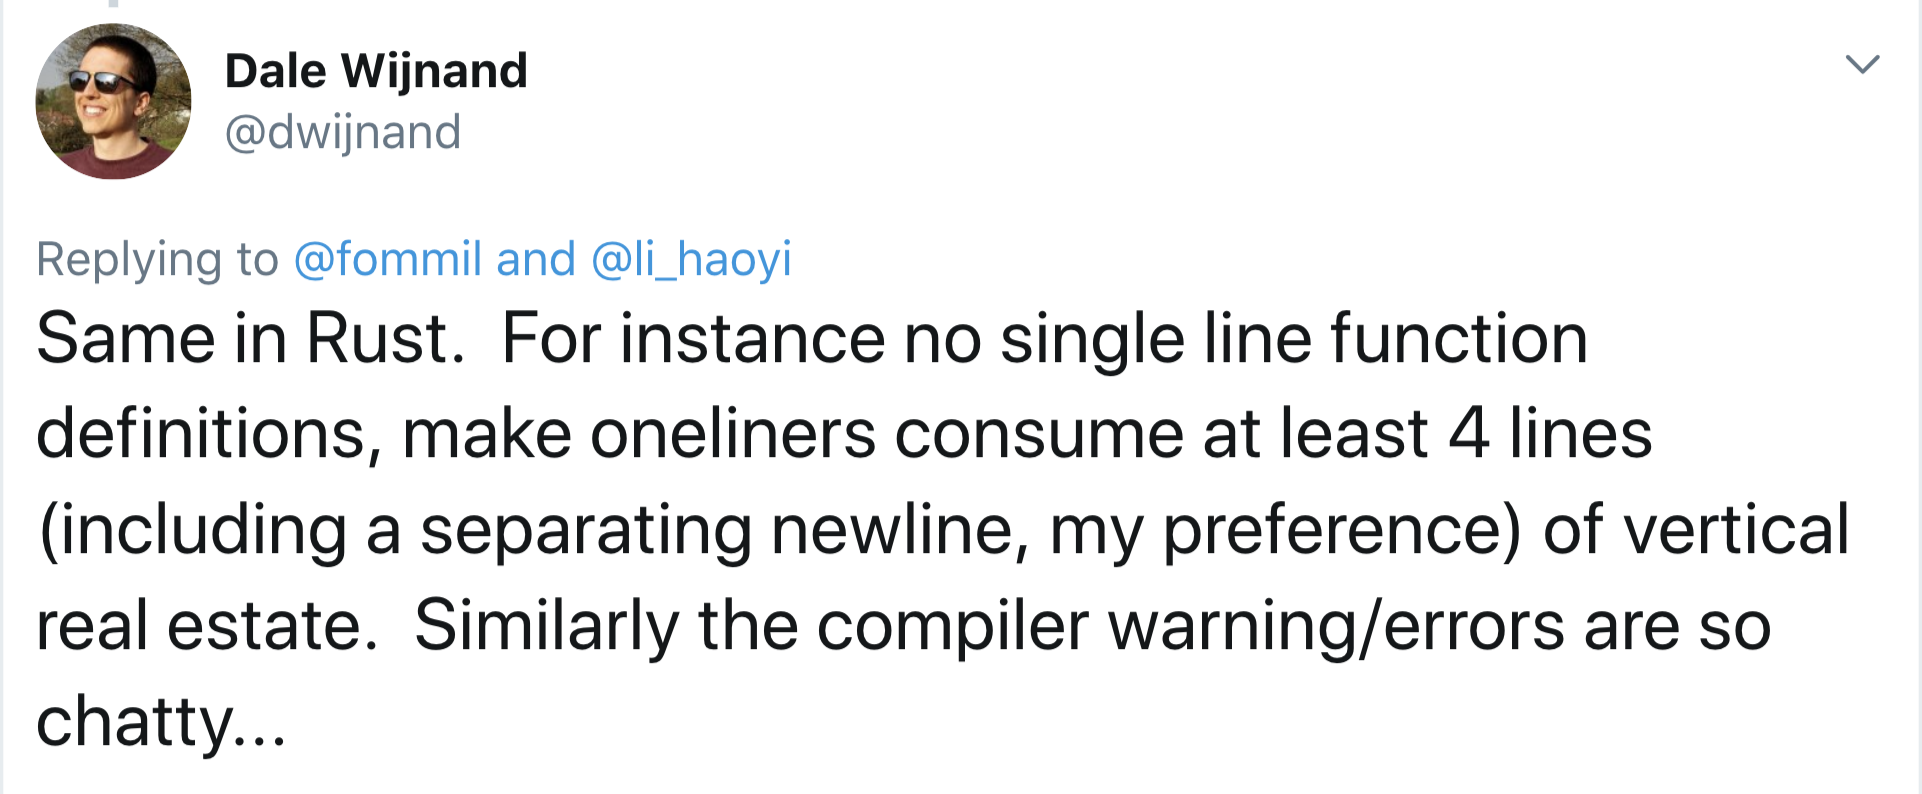 Dale Wijnand
@dwijnand
Replying to @fommil and @li_haoyi
Same in Rust.  For instance no single line function
definitions, make oneliners consume at least 4 lines
(including a separating newline, my preference) of vertical
real estate.  Similarly the compiler warning/errors are so
chatty...